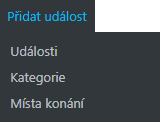 Přidat událost
Události
Kategorie
Místa konání